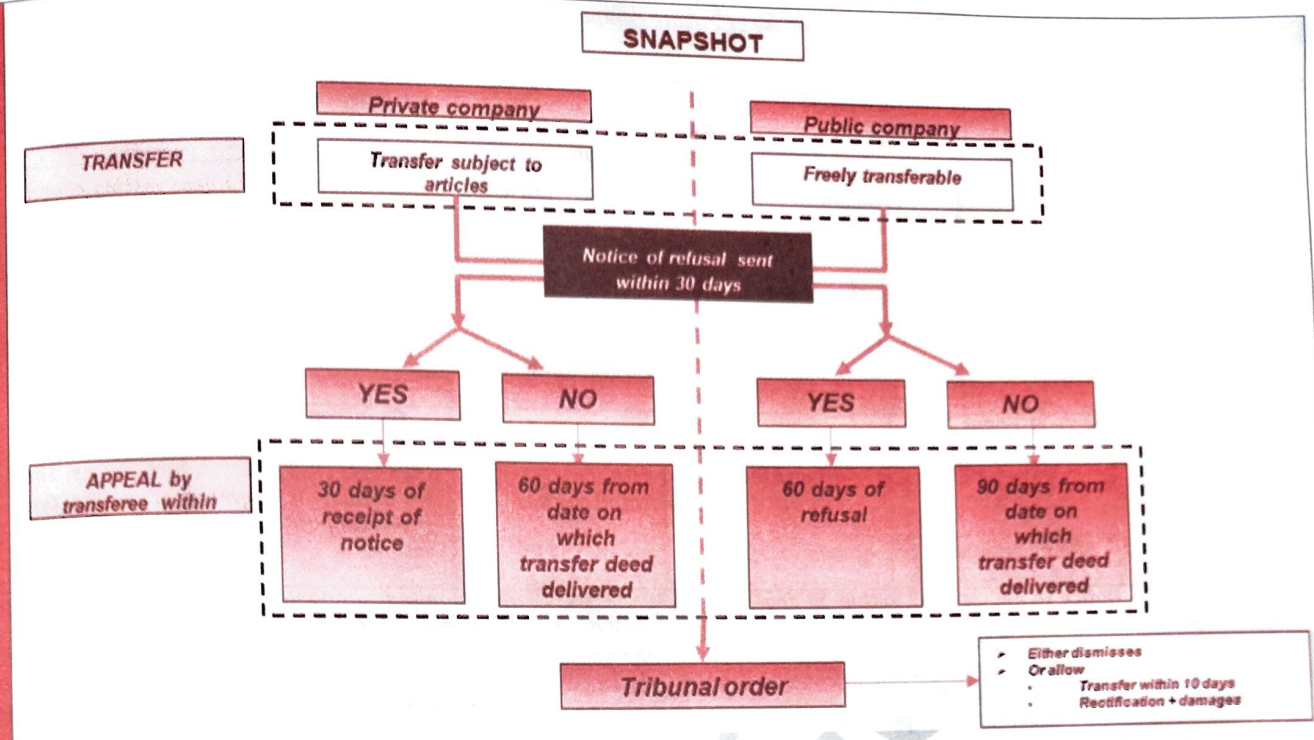 SNAPSHOT
Private company
Public company
TRANSFER
Transfer subject to
articles
Freely transferable
Notice of refusal sent
within 30 days
YES
NO
YES
NO
APPEAL by
transferee within
30 days of
receipt of
notice
60 days from
date on
which
transfer deed
delivered
60 days of
refusal
90 days from
date on
which
transfer deed
delivered
Tribunal order
➢ Either dismisses
➢ Or allow
• Transfer within 10 days
• Rectification + damages